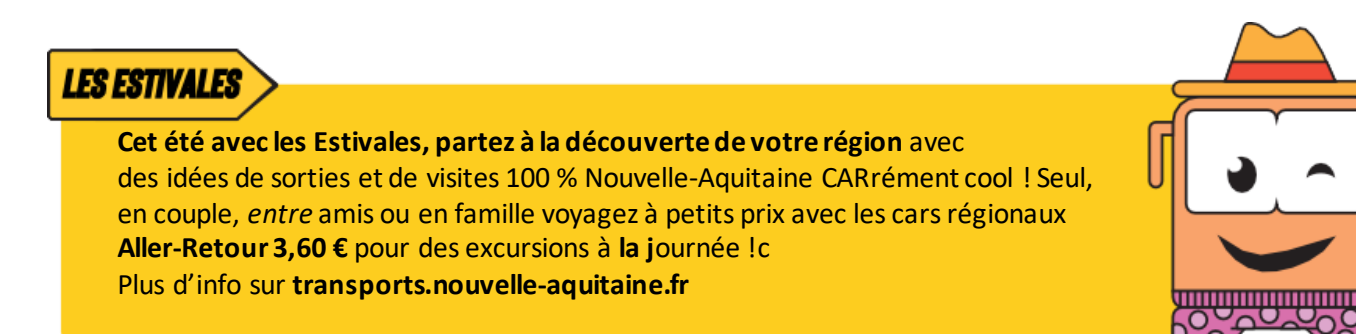 LES ESTIVALES
Cet été avec les Estivales, partez à la découverte de votre région avec
des idées de sorties et de visites 100 % Nouvelle-Aquitaine CARrément cool ! Seul,
en couple, entre amis ou en famille voyagez à petits prix avec les cars régionaux
Aller-Retour 3,60 € pour des excursions à la journée !c
Plus d'info sur transports.nouvelle-aquitaine.fr